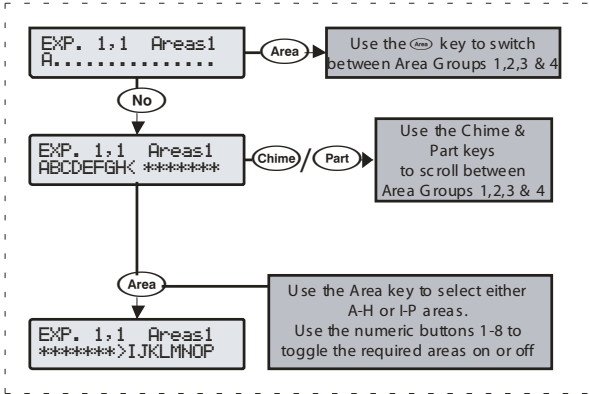 EXP. 1,1 Areas1
A...............
Area
Use the Area key to switch
between Area Groups 1,2,3 & 4
No
EXP. 1,1 Areas1
ABCDEFGH< *******
Chime / Part
Use the Chime &
Part keys
to scroll between
Area Groups 1,2,3 & 4
Area
Use the Area key to select either
A-H or I-P areas.
Use the numeric buttons 1-8 to
toggle the required areas on or off
EXP. 1,1 Areas1
*******>IJKLMNOP